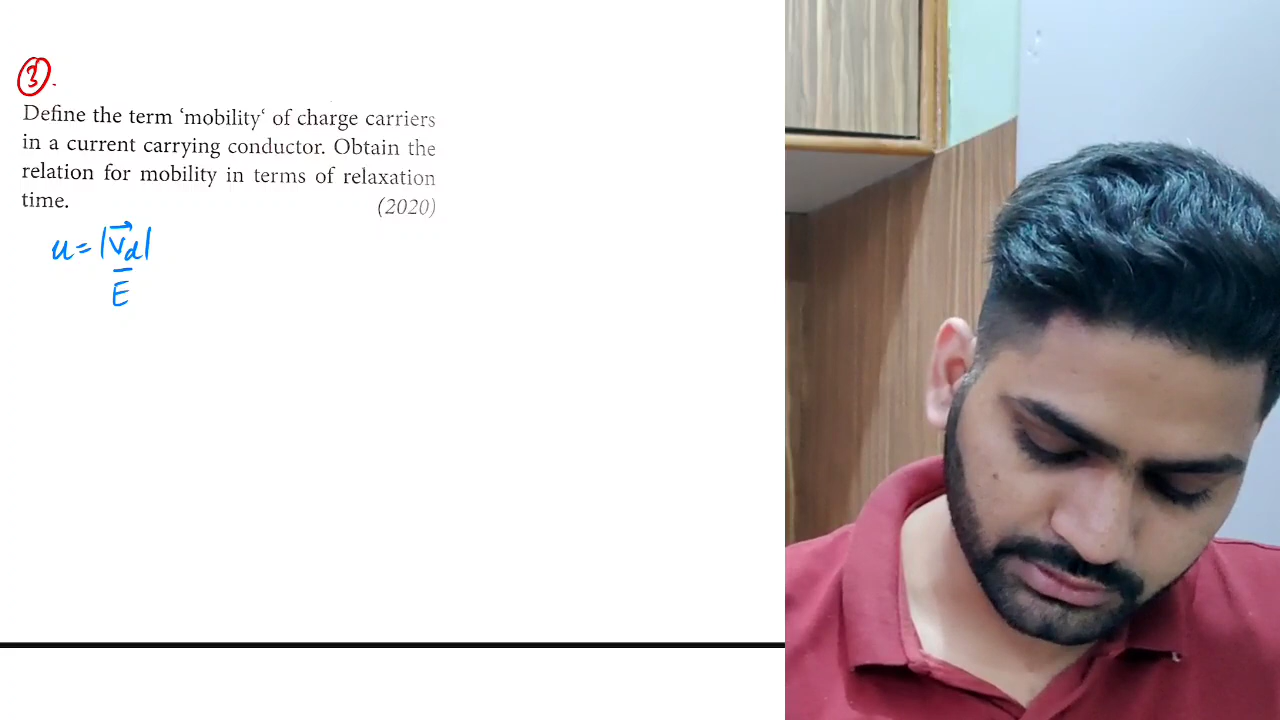 3.
Define the term ‘mobility‘ of charge carriers
in a current carrying conductor. Obtain the
relation for mobility in terms of relaxation
time. (2020)
u = |v⃗d|
E